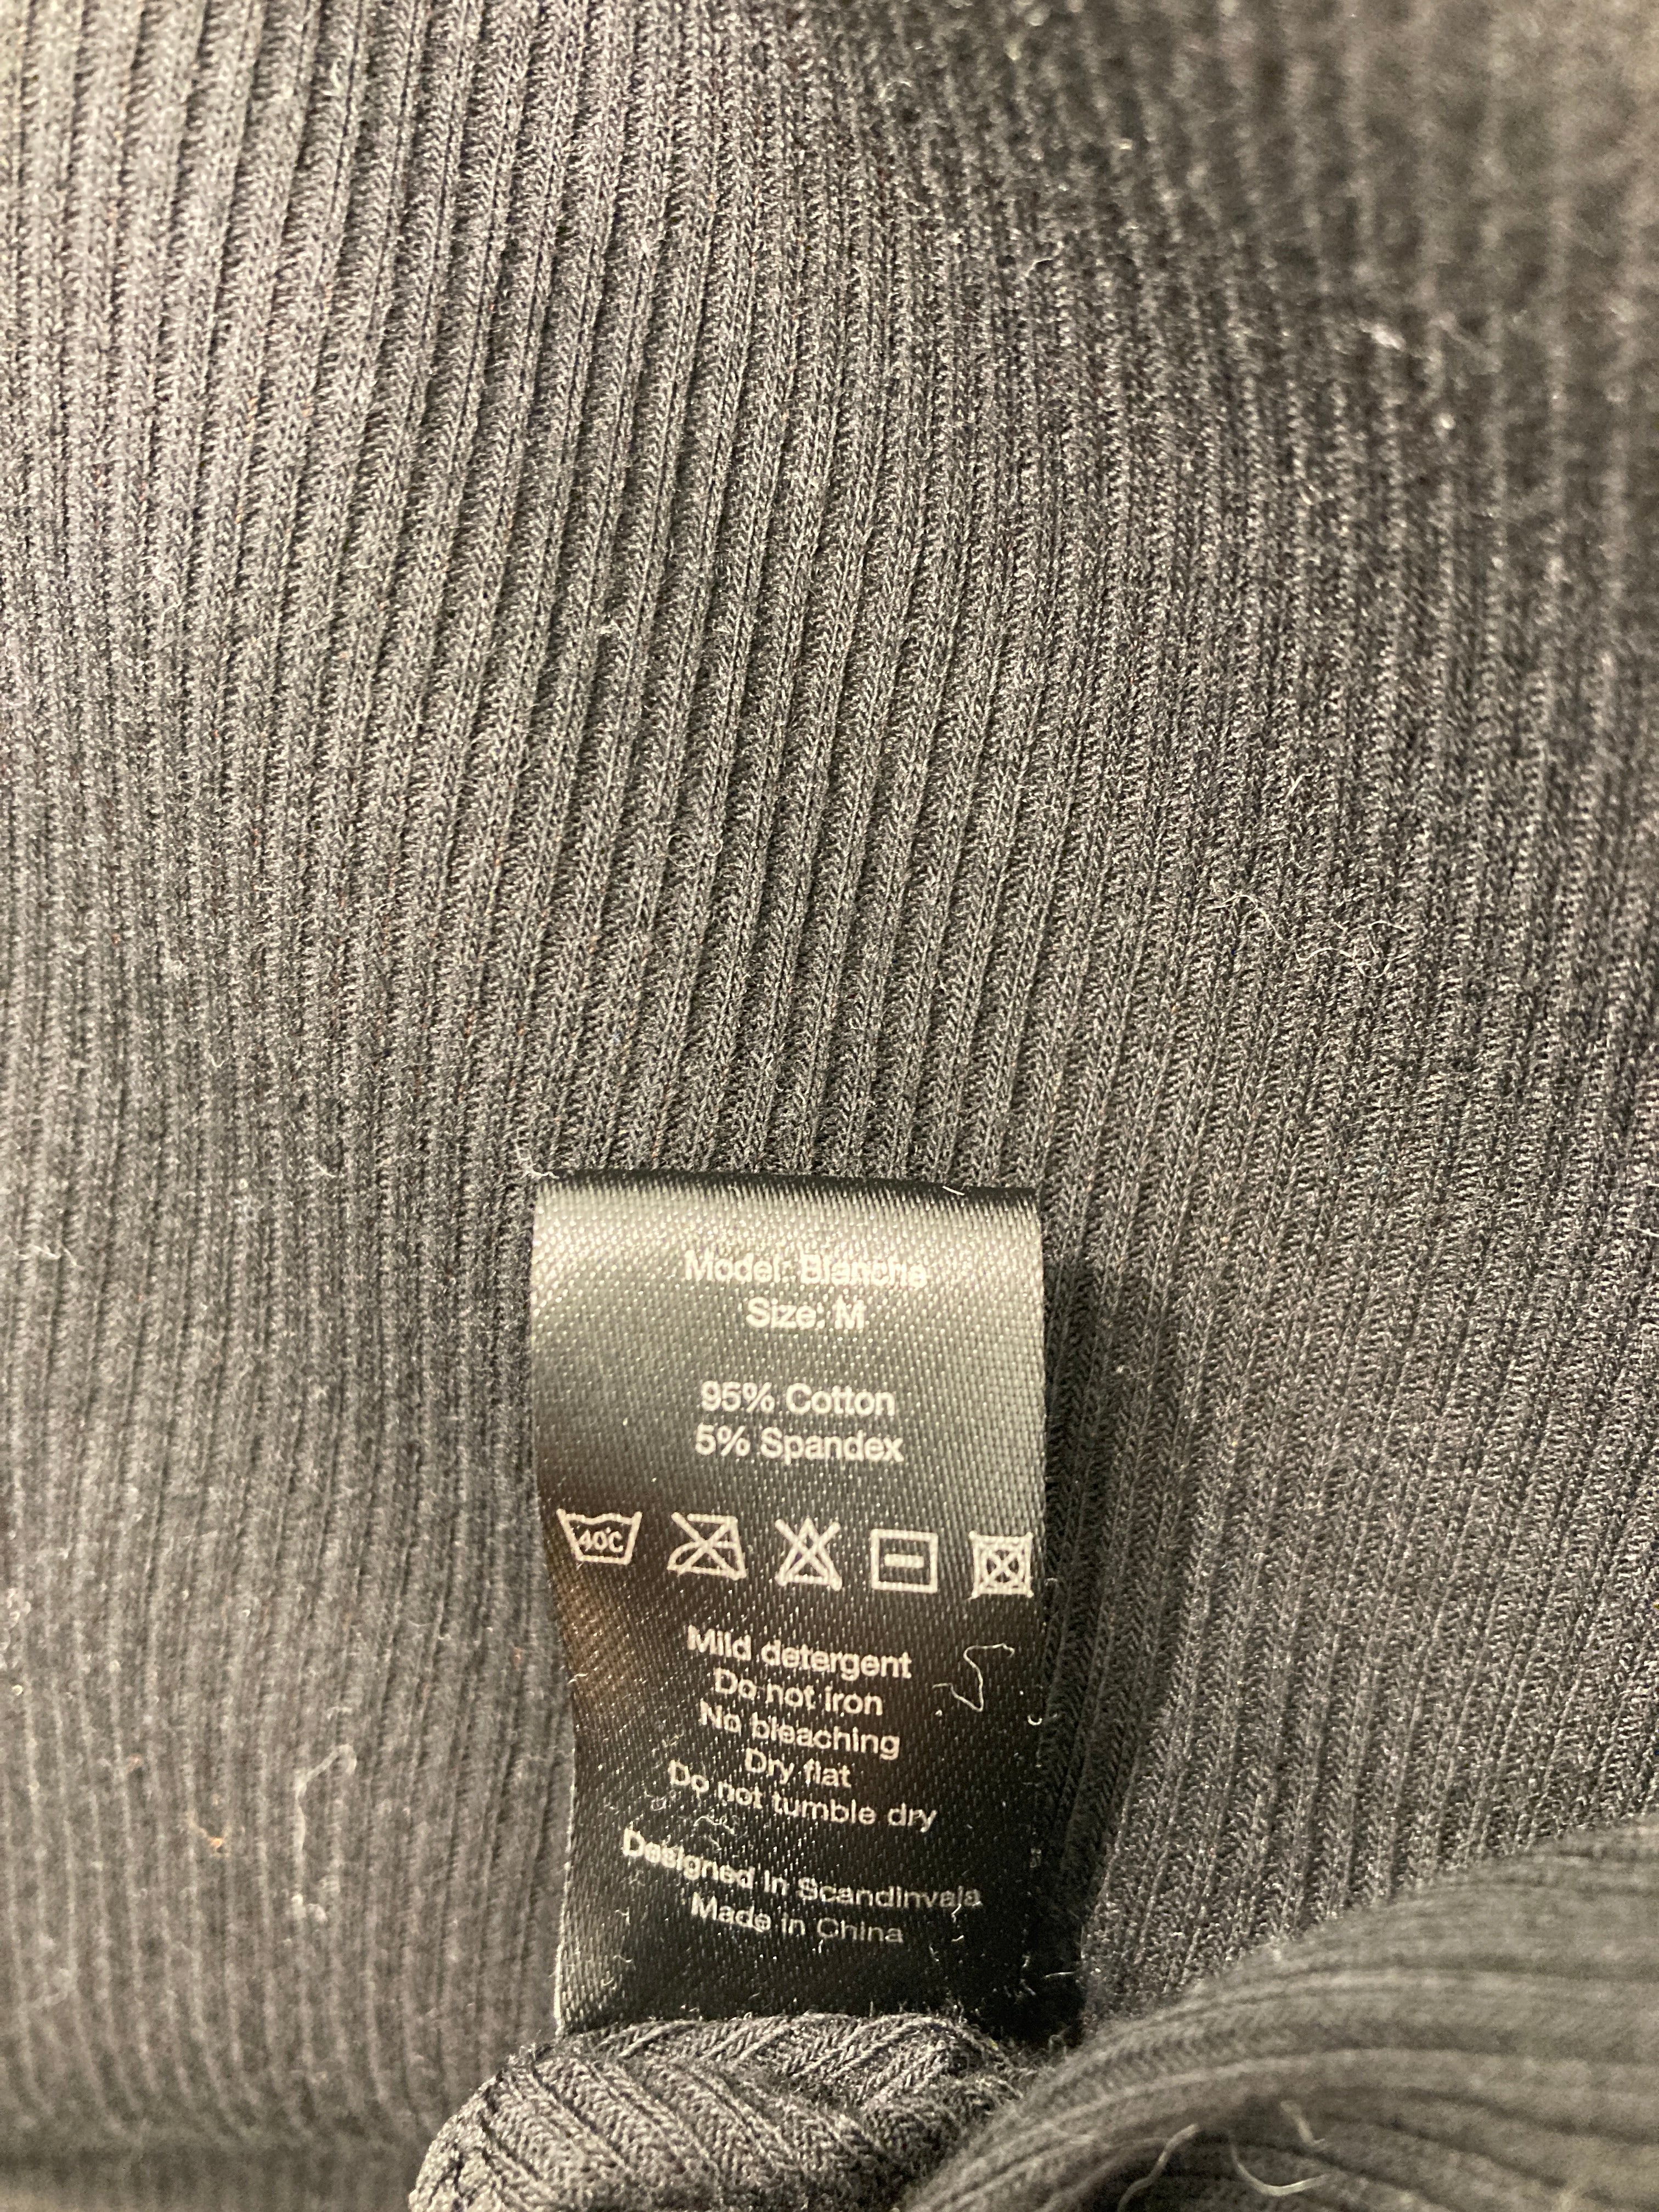 Model: Blanche
Size: M
95% Cotton
5% Spandex
40°C
Mild detergent
Do not iron
No bleaching
Dry flat
Do not tumble dry
Designed in Scandinvaia
Made in China